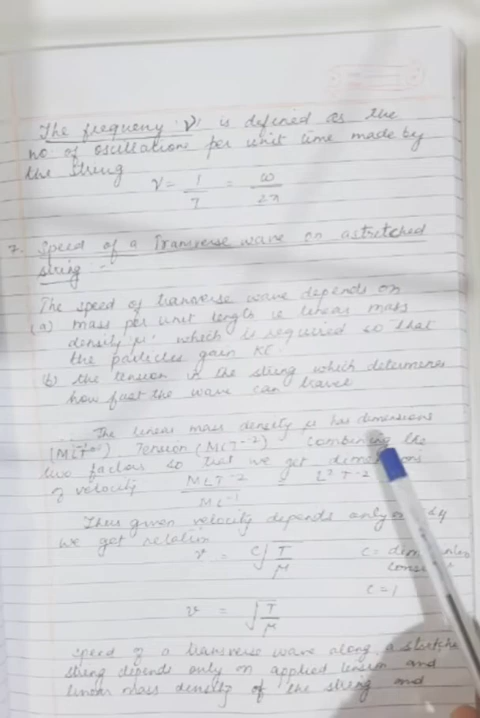 The frequency 'ν' is defined as the
no. of oscillations per unit time made by
the string
ν = 1/T = ω/2π
7. Speed of a Transverse wave on a stretched
string :-
The speed of transverse wave depends on
(a) mass per unit length ie linear mass
density μ' which is required so that
the particles gain KE.
(b) the tension in the string which determines
how fast the wave can travel
The linear mass density μ has dimensions
Tension (MLT-2) Combining the
two factors so that we get dimensions
of velocity MLT-2 / ML-1 = L2 T-2
Then given velocity depends only on
we get relation
v = C√T/μ C =
C = 1
v = √T/μ
Speed of a transverse wave along a
string depends only on applied tension and
linear mass density of the string and